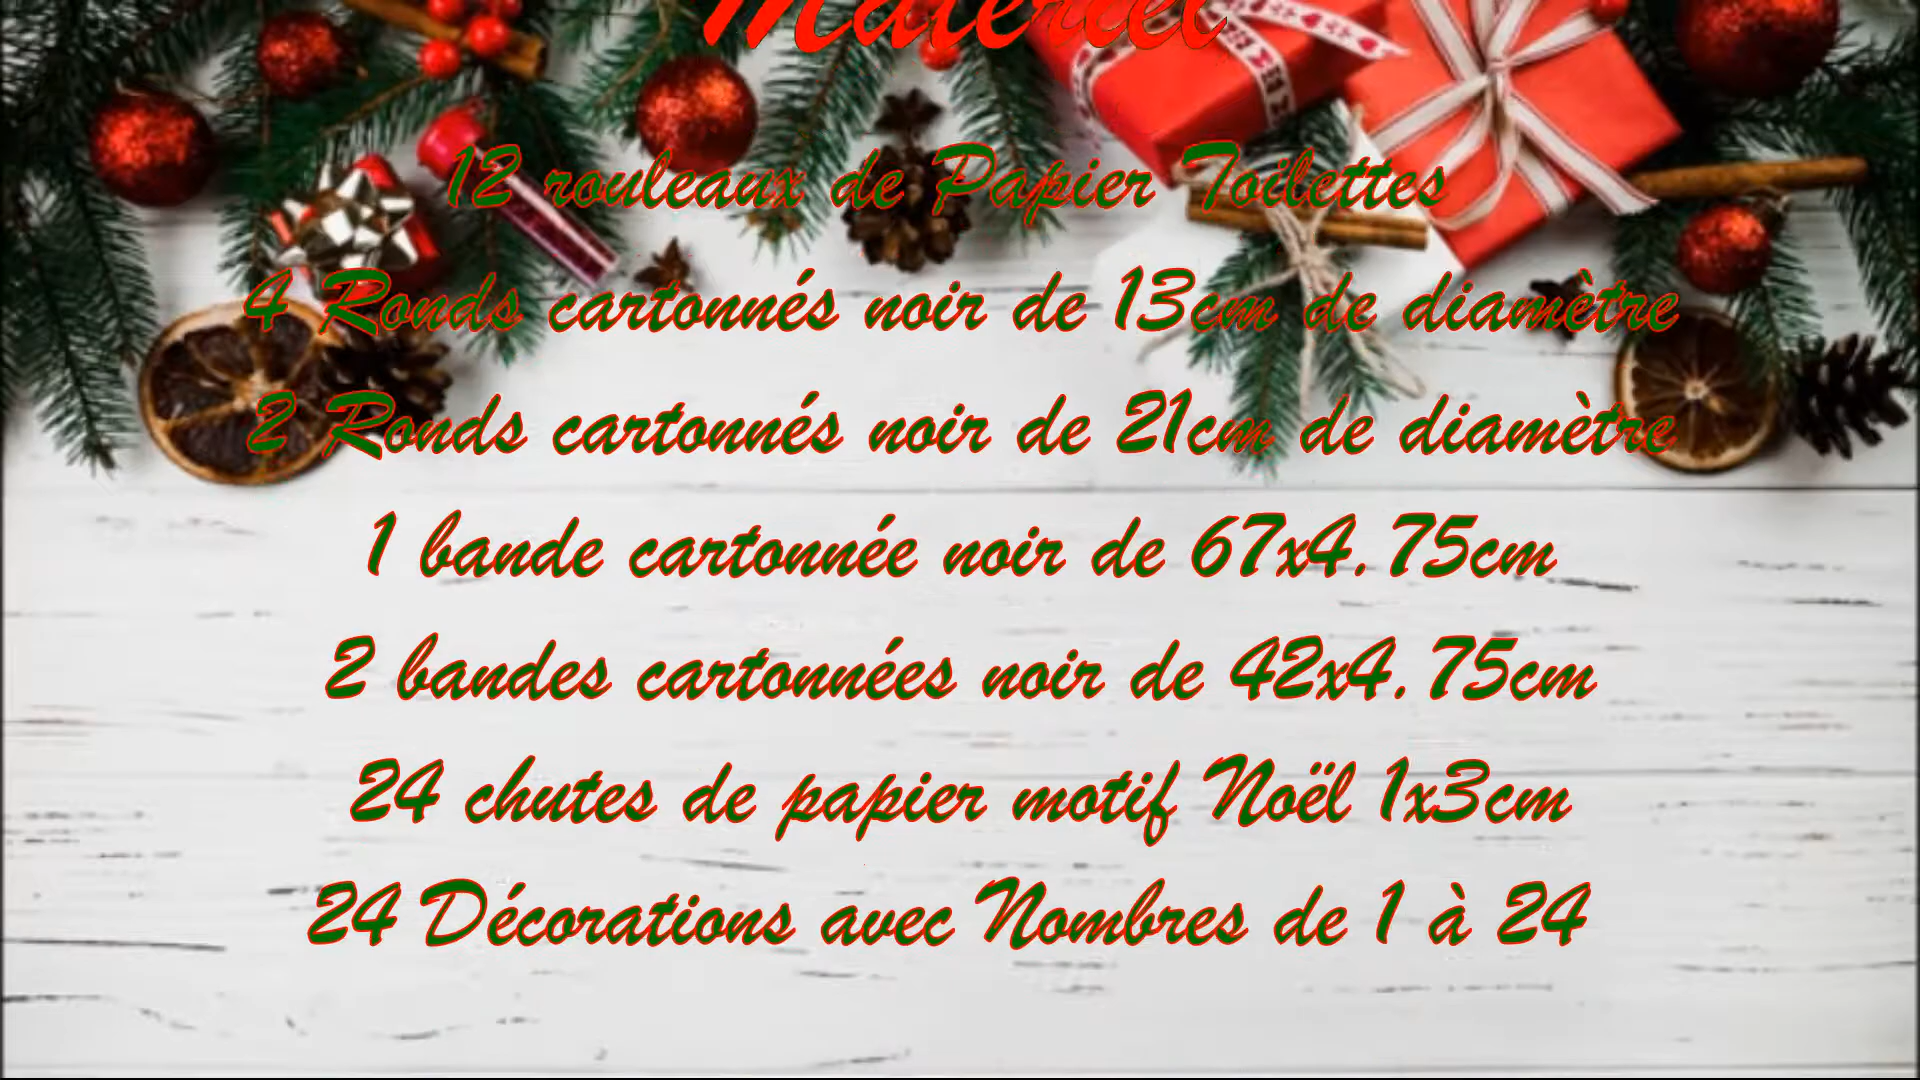 Matériel
12 rouleaux de Papier Toilettes
4 Ronds cartonnés noir de 13cm de diamètre
2 Ronds cartonnés noir de 21cm de diamètre
1 bande cartonnée noir de 67x4.75cm
2 bandes cartonnées noir de 42x4.75cm
24 chutes de papier motif Noël 1x3cm
24 Décorations avec Nombres de 1 à 24